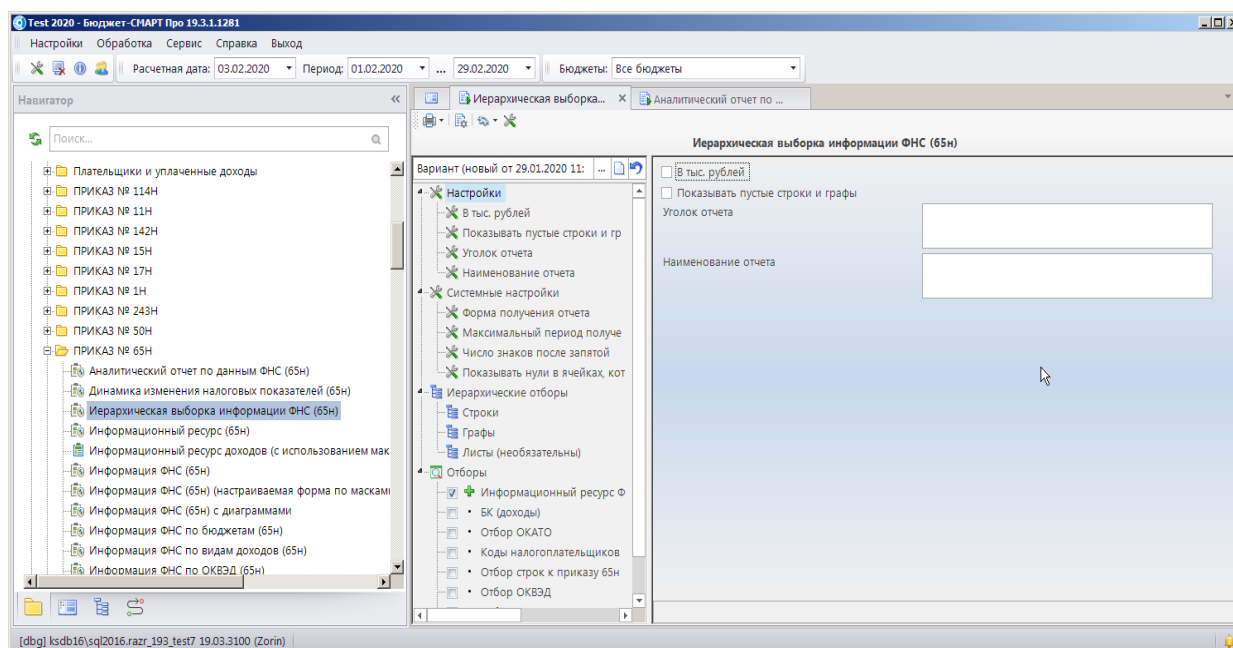 Test 2020 - Бюджет-СМАРТ Про 19.3.1.1281
Настройки Обработка Сервис Справка Выход
Расчетная дата: 03.02.2020 Период: 01.02.2020 ... 29.02.2020 Бюджеты: Все бюджеты
Навигатор
Поиск...
Плательщики и уплаченные доходы
ПРИКАЗ № 114Н
ПРИКАЗ № 11Н
ПРИКАЗ № 142Н
ПРИКАЗ № 15Н
ПРИКАЗ № 17Н
ПРИКАЗ № 1Н
ПРИКАЗ № 243Н
ПРИКАЗ № 50Н
ПРИКАЗ № 65Н
Аналитический отчет по данным ФНС (65н)
Динамика изменения налоговых показателей (65н)
Иерархическая выборка информации ФНС (65н)
Информационный ресурс (65н)
Информационный ресурс доходов (с использованием мак
Информация ФНС (65н)
Информация ФНС (65н) (настраиваемая форма по маскам
Информация ФНС (65н) с диаграммами
Информация ФНС по бюджетам (65н)
Информация ФНС по видам доходов (65н)
Информация ФНС по ОКВЭД (65н)
Иерархическая выборка... Аналитический отчет по ...
Иерархическая выборка информации ФНС (65н)
Вариант (новый от 29.01.2020 11: ...
Настройки
В тыс. рублей
Показывать пустые строки и гр
Уголок отчета
Наименование отчета
Системные настройки
Форма получения отчета
Максимальный период получе
Число знаков после запятой
Показывать нули в ячейках, кот
Иерархические отборы
Строки
Графы
Листы (необязательны)
Отборы
Информационный ресурс Ф
БК (доходы)
Отбор ОКАТО
Коды налогоплательщиков
Отбор строк к приказу 65н
Отбор ОКВЭД
В тыс. рублей
Показывать пустые строки и графы
Уголок отчета
Наименование отчета
[dbg] ksdb16\sql2016.razr_193_test7 19.03.3100 (Zorin)